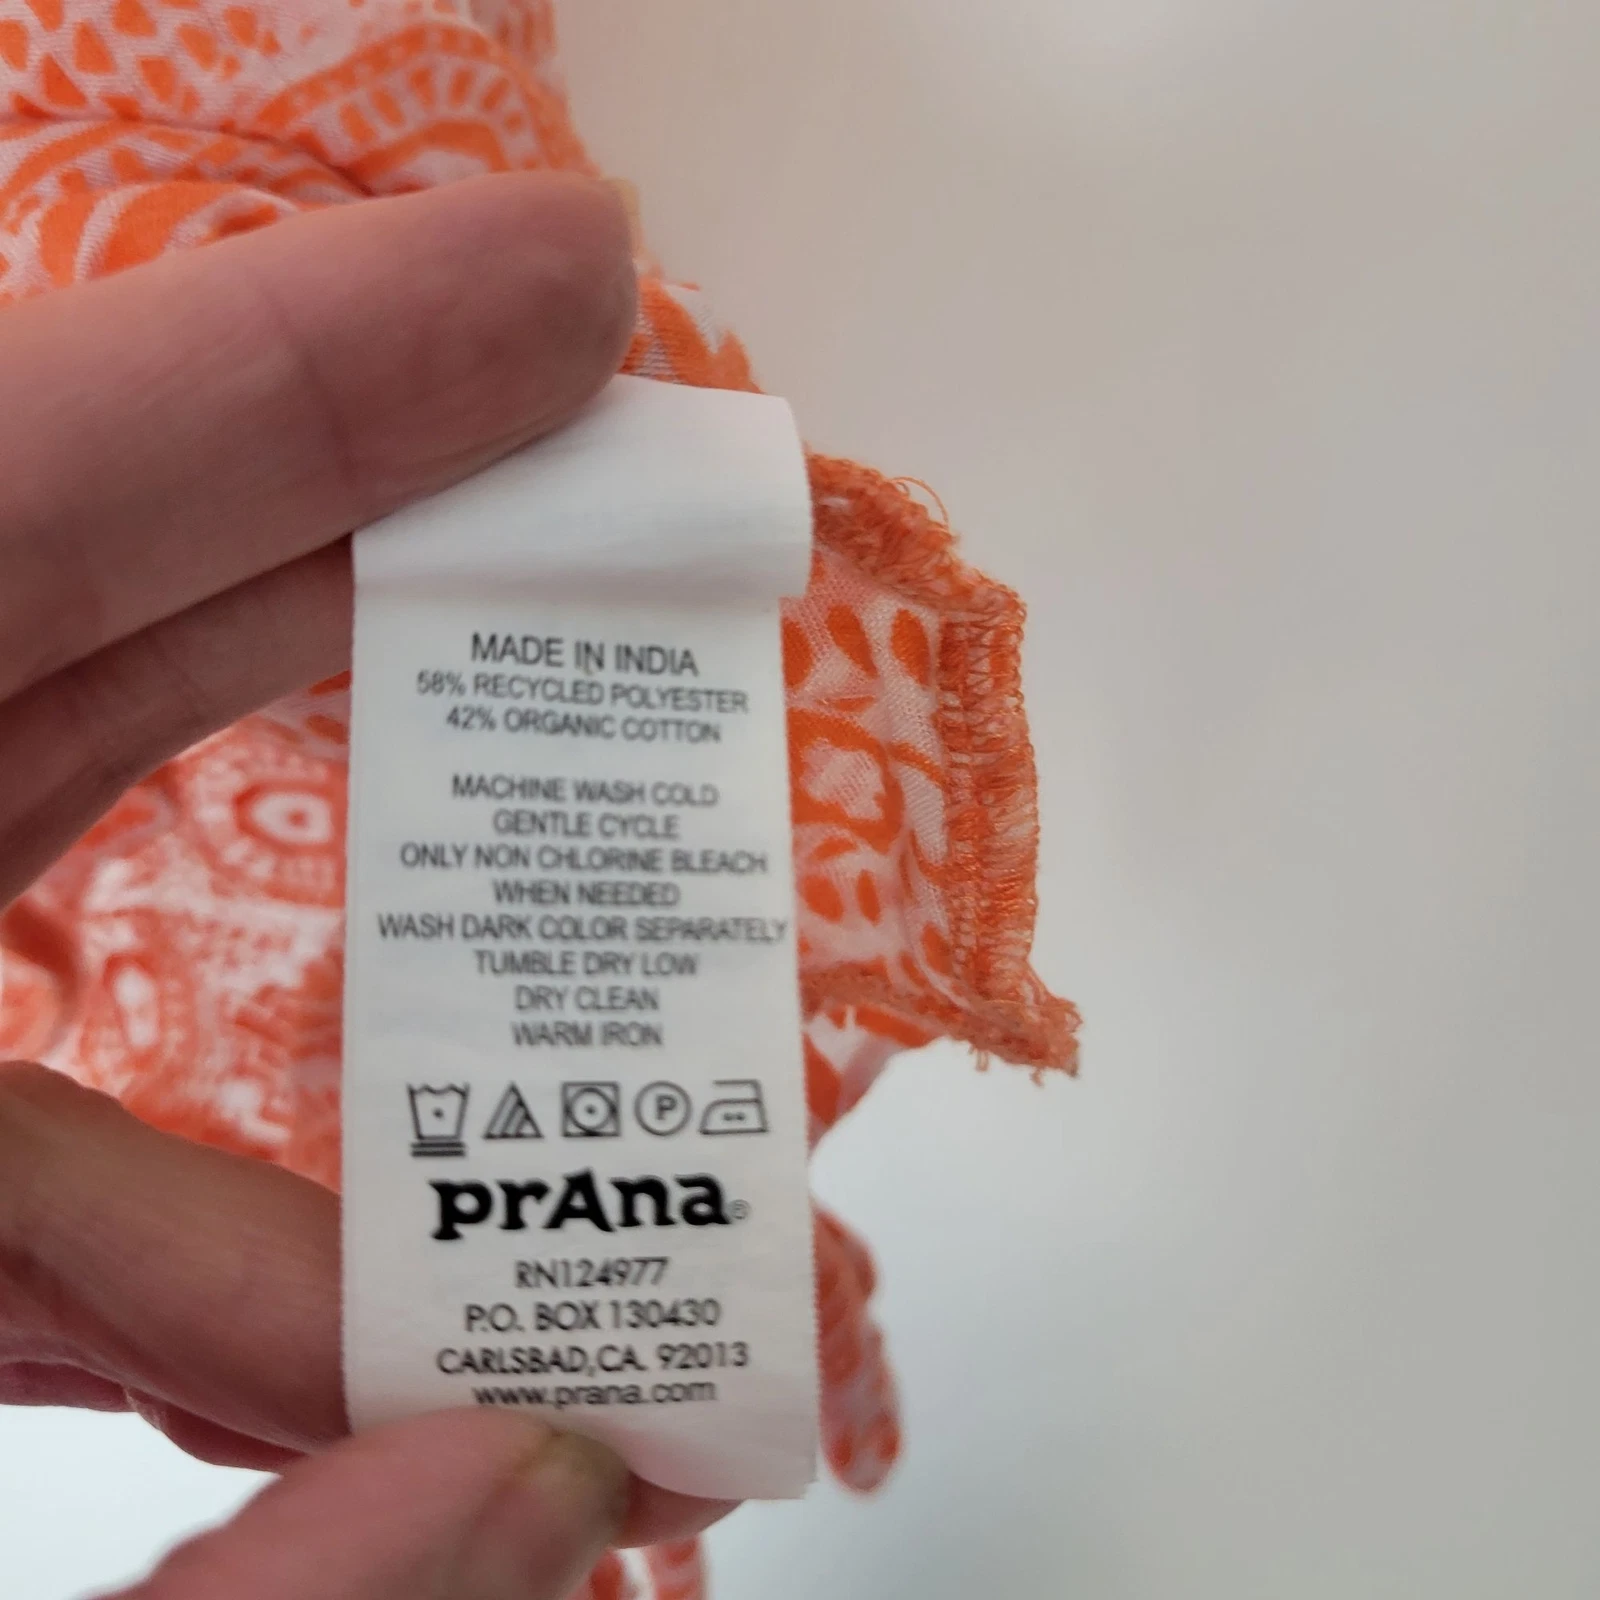 MADE IN INDIA
58% RECYCLED POLYESTER
42% ORGANIC COTTON
MACHINE WASH COLD
GENTLE CYCLE
ONLY NON CHLORINE BLEACH
WHEN NEEDED
WASH DARK COLOR SEPARATELY
TUMBLE DRY LOW
DRY CLEAN
WARM IRON
P
prAna®
RN124977
P.O. BOX 130430
CARLSBAD,CA. 92013
www.prana.com